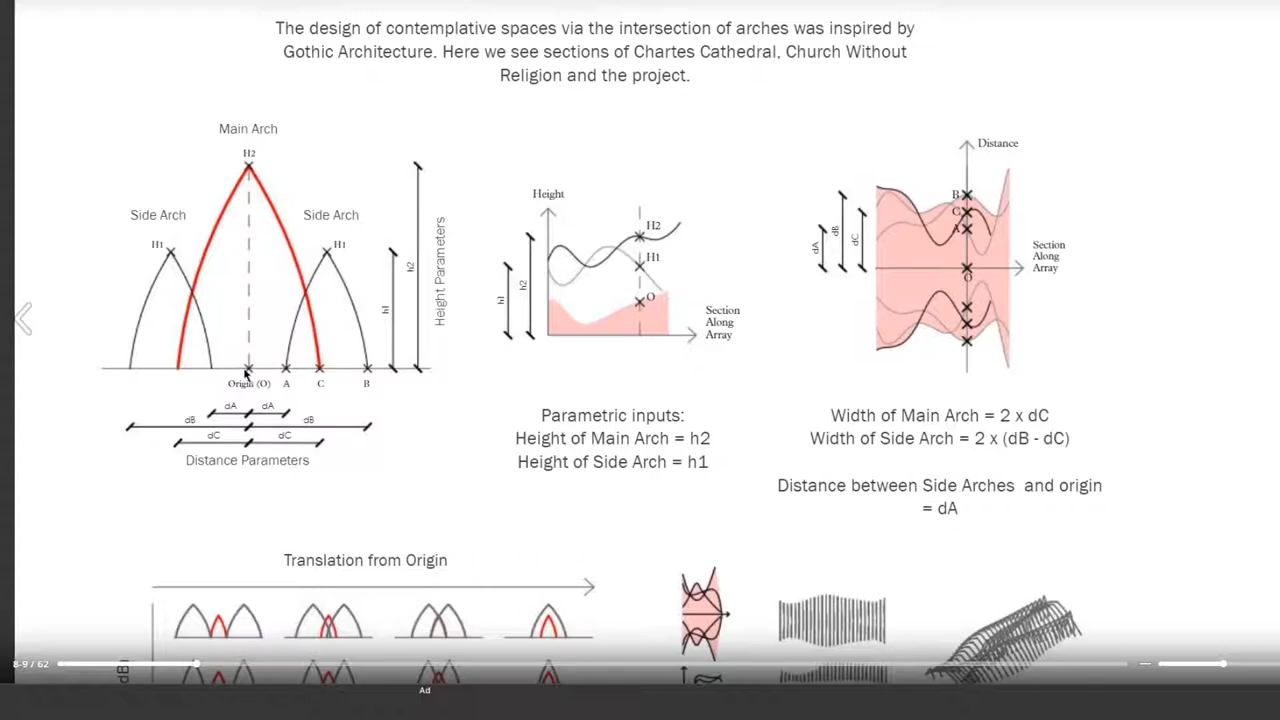 The design of contemplative spaces via the intersection of arches was inspired by
Gothic Architecture. Here we see sections of Chartes Cathedral, Church Without
Religion and the project.
Main Arch
H2
Side Arch
Side Arch
H1
H1
h1
h2
Height Parameters
Origin (O)
A
C
B
dA
dA
dB
dB
dC
dC
Distance Parameters
Height
H2
H1
O
h1
h2
Section
Along
Array
Parametric inputs:
Height of Main Arch = h2
Height of Side Arch = h1
Distance
B
C
A
O
dA
dB
dC
Section
Along
Array
Width of Main Arch = 2 x dC
Width of Side Arch = 2 x (dB - dC)
Distance between Side Arches and origin
= dA
Translation from Origin
8-9 / 62
Ad